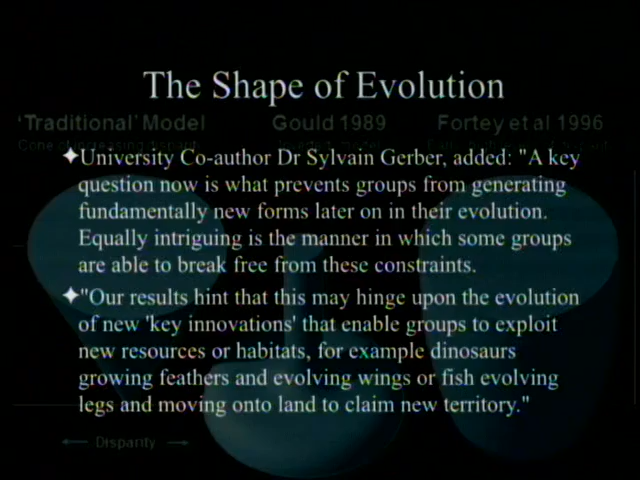 The Shape of Evolution
'Traditional' Model Gould 1989 Fortey et al 1996
University Co-author Dr Sylvain Gerber, added: "A key
question now is what prevents groups from generating
fundamentally new forms later on in their evolution.
Equally intriguing is the manner in which some groups
are able to break free from these constraints.
"Our results hint that this may hinge upon the evolution
of new 'key innovations' that enable groups to exploit
new resources or habitats, for example dinosaurs
growing feathers and evolving wings or fish evolving
legs and moving onto land to claim new territory."
Disparity